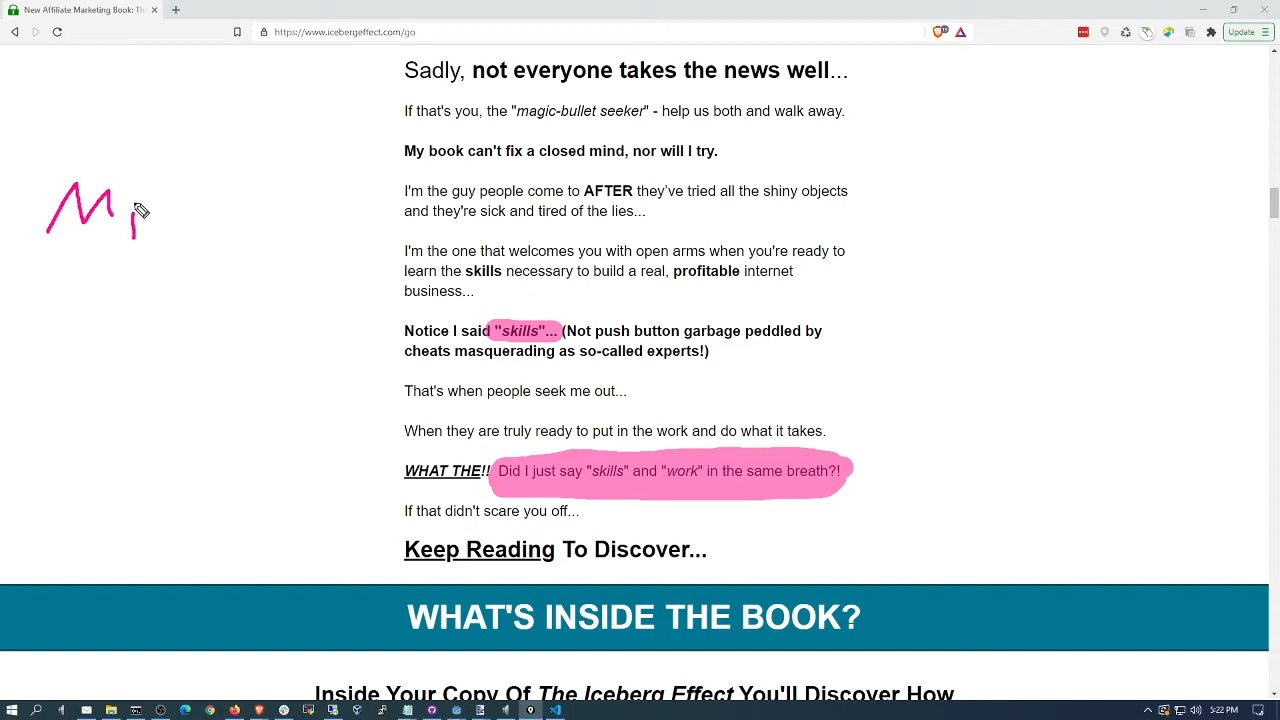 New Affiliate Marketing Book: Th
https://www.icebergeffect.com/go
Update
Sadly, not everyone takes the news well...
If that's you, the "magic-bullet seeker" - help us both and walk away.
My book can't fix a closed mind, nor will I try.
I'm the guy people come to AFTER they've tried all the shiny objects
and they're sick and tired of the lies...
I'm the one that welcomes you with open arms when you're ready to
learn the skills necessary to build a real, profitable internet
business...
Notice I said "skills"... (Not push button garbage peddled by
cheats masquerading as so-called experts!)
That's when people seek me out...
When they are truly ready to put in the work and do what it takes.
WHAT THE!! Did I just say "skills" and "work" in the same breath?!
If that didn't scare you off...
Keep Reading To Discover...
WHAT'S INSIDE THE BOOK?
Inside Your Copy Of The Iceberg Effect You'll Discover How
5:22 PM